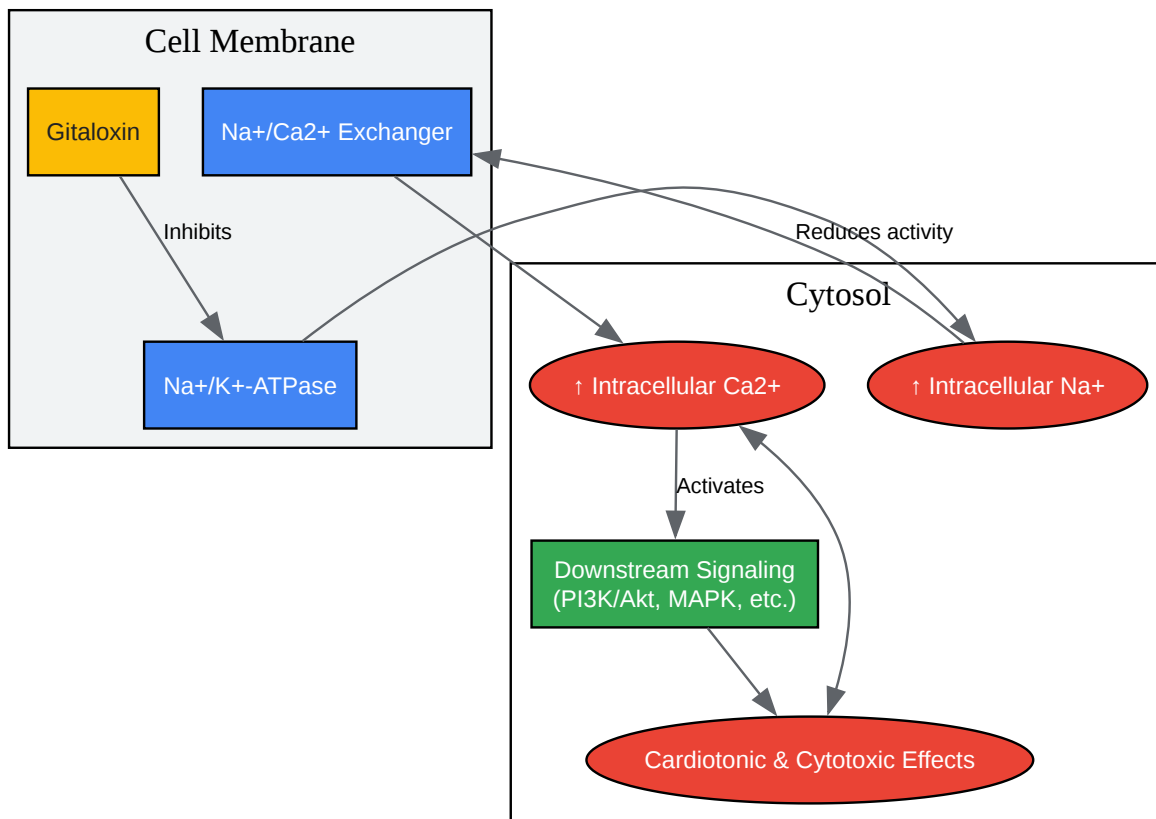 Cell Membrane
Gitaloxin
Na+/Ca2+ Exchanger
Inhibits
Reduces activity
Cytosol
Na+/K+-ATPase
↑ Intracellular Ca2+
↑ Intracellular Na+
Activates
Downstream Signaling
(PI3K/Akt, MAPK, etc.)
Cardiotonic & Cytotoxic Effects